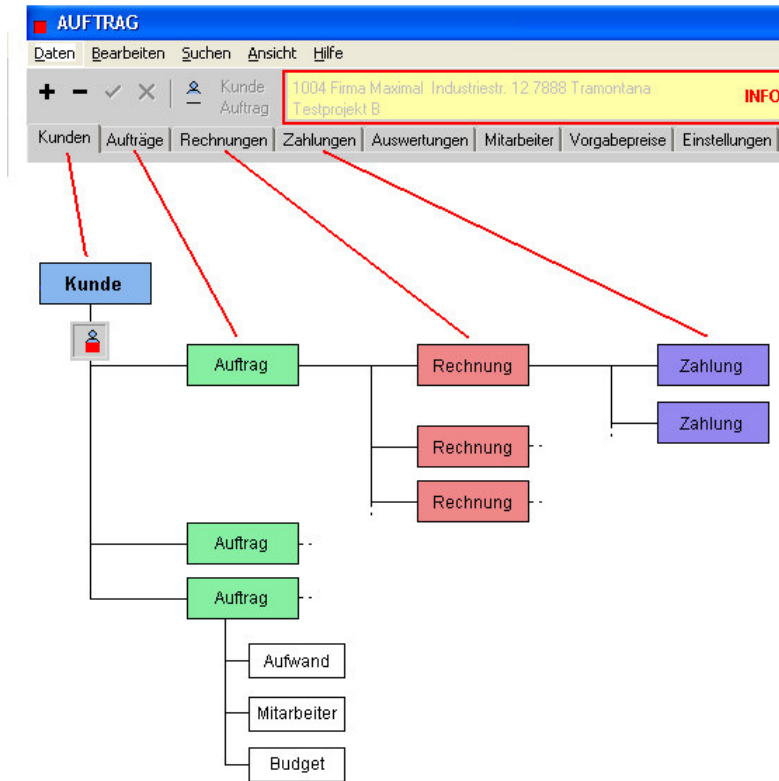 AUFTRAG
Daten Bearbeiten Suchen Ansicht Hilfe
Kunde
Auftrag
1004 Firma Maximal Industriestr. 12 7888 Tramontana
Testprojekt B
INFO
Kunden Aufträge Rechnungen Zahlungen Auswertungen Mitarbeiter Vorgabepreise Einstellungen
Kunde
Auftrag Rechnung Zahlung
Zahlung
Rechnung
Rechnung
Auftrag
Auftrag
Aufwand
Mitarbeiter
Budget